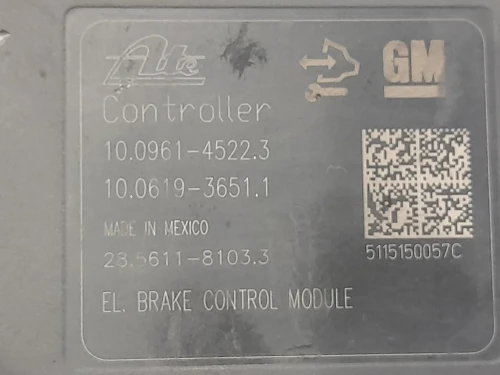 Ate
GM
Controller
10.0961-4522.3
10.0619-3651.1
MADE IN MEXICO
28.5611-8103.3
5115150057C
EL. BRAKE CONTROL MODULE